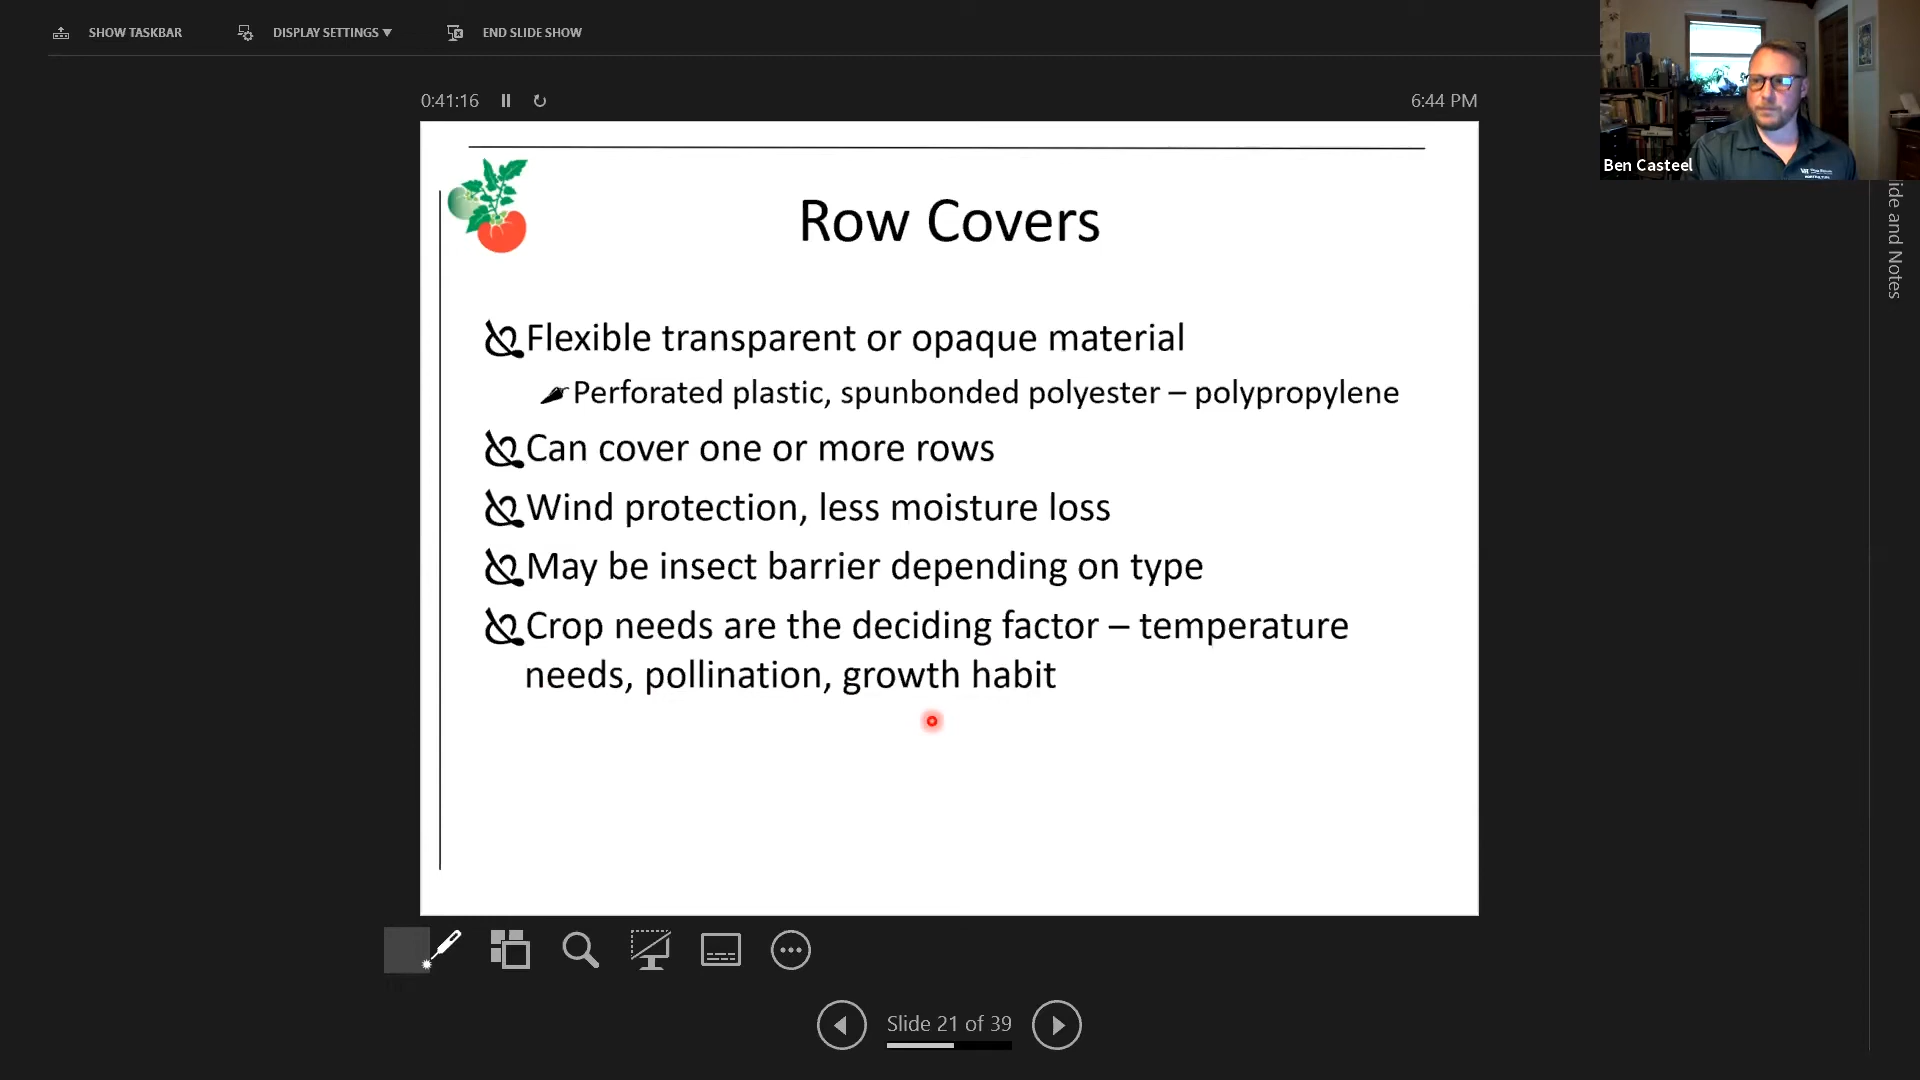 SHOW TASKBAR
DISPLAY SETTINGS ▼
END SLIDE SHOW
0:41:16
6:44 PM
Ben Casteel
ide and Notes
Row Covers
Flexible transparent or opaque material
Perforated plastic, spunbonded polyester – polypropylene
Can cover one or more rows
Wind protection, less moisture loss
May be insect barrier depending on type
Crop needs are the deciding factor – temperature
needs, pollination, growth habit
Slide 21 of 39